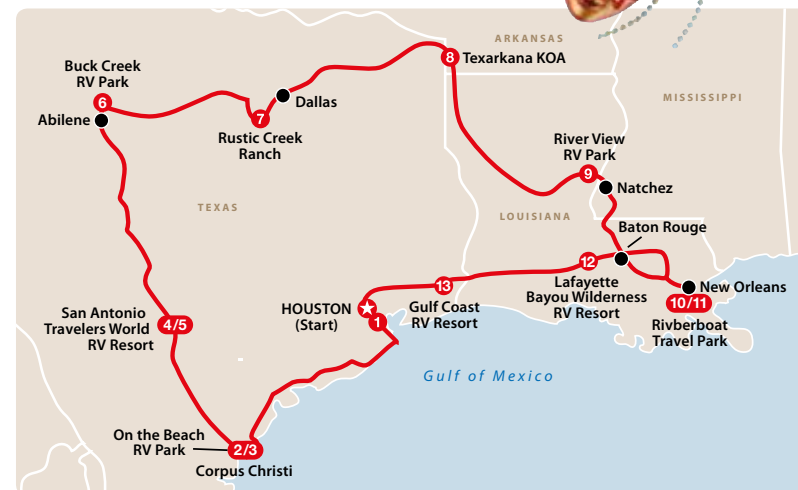 ARKANSAS
8 Texarkana KOA
Buck Creek
RV Park
6
Abilene
Dallas
7
Rustic Creek
Ranch
MISSISSIPPI
River View
RV Park
9
Natchez
TEXAS
LOUISIANA
Baton Rouge
12
Lafayette
Bayou Wilderness
RV Resort
New Orleans
10/11
Rivberboat
Travel Park
13
Gulf Coast
RV Resort
HOUSTON
(Start)
1
San Antonio
Travelers World
RV Resort
4/5
Gulf of Mexico
On the Beach
RV Park
2/3
Corpus Christi